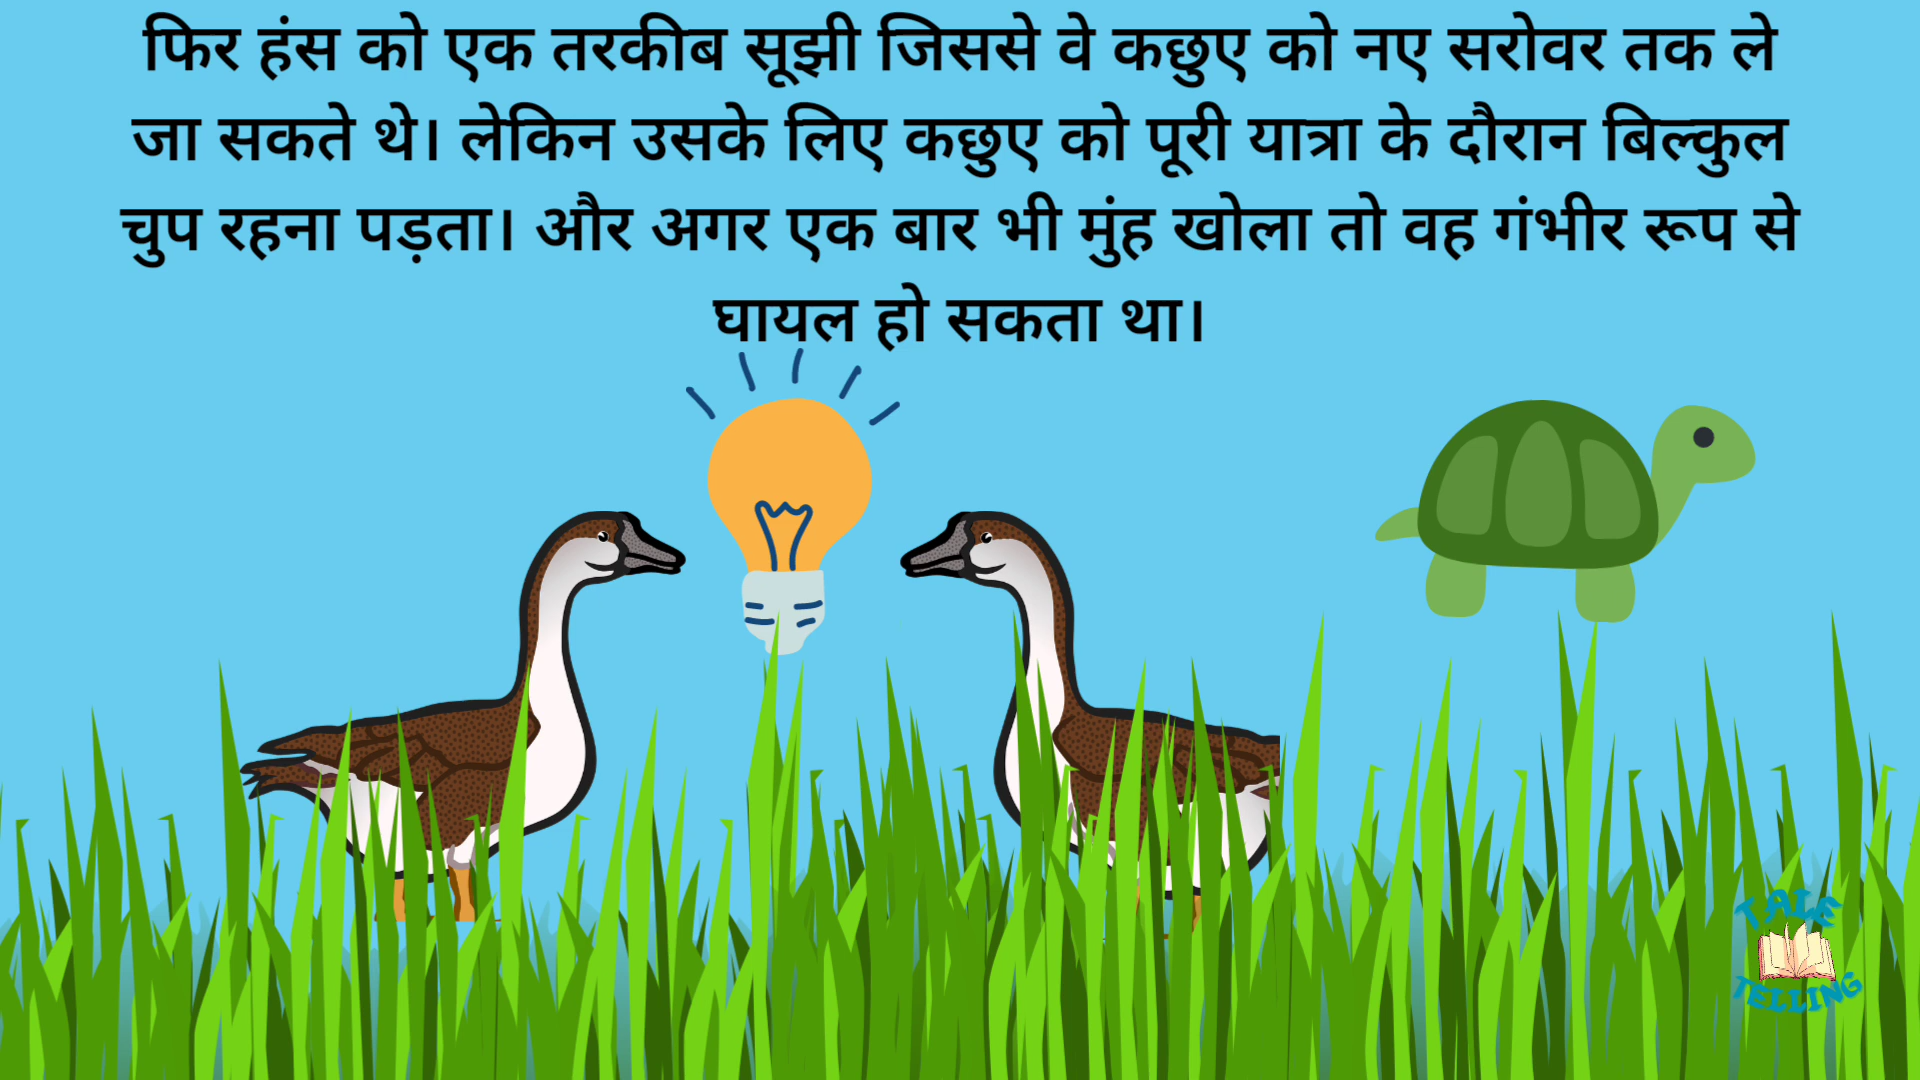 फिर हंस को एक तरकीब सूझी जिससे वे कछुए को नए सरोवर तक ले
जा सकते थे। लेकिन उसके लिए कछुए को पूरी यात्रा के दौरान बिल्कुल
चुप रहना पड़ता। और अगर एक बार भी मुंह खोला तो वह गंभीर रूप से
घायल हो सकता था।
TALE
TELLING